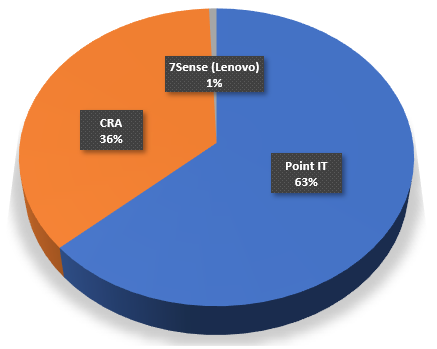 7Sense (Lenovo)
1%
CRA
36%
Point IT
63%